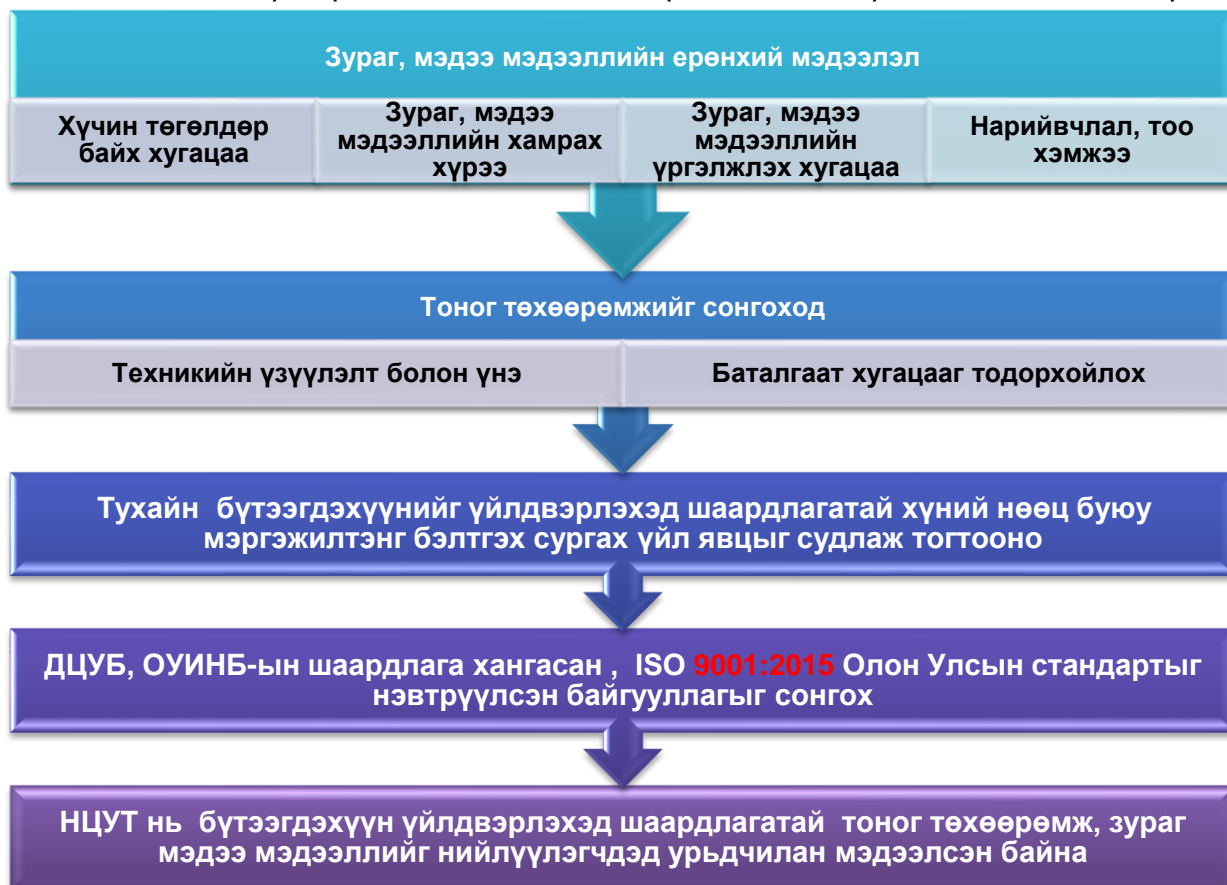 Зураг, мэдээ мэдээллийн ерөнхий мэдээлэл
Хүчин төгөлдөр
байх хугацаа
Зураг, мэдээ
мэдээллийн хамрах
хүрээ
Зураг, мэдээ
мэдээллийн
үргэлжлэх хугацаа
Нарийвчлал, тоо
хэмжээ
Тоног төхөөрөмжийг сонгоход
Техникийн үзүүлэлт болон үнэ
Баталгаат хугацааг тодорхойлох
Тухайн бүтээгдэхүүнийг үйлдвэрлэхэд шаардлагатай хүний нөөц буюу
мэргэжилтэнг бэлтгэх сургах үйл явцыг судлаж тогтооно
ДЦУБ, ОУИНБ-ын шаардлага хангасан , ISO 9001:2015 Олон Улсын стандартыг
нэвтрүүлсэн байгууллагыг сонгох
НЦУТ нь бүтээгдэхүүн үйлдвэрлэхэд шаардлагатай тоног төхөөрөмж, зураг
мэдээ мэдээллийг нийлүүлэгчдэд урьдчилан мэдээлсэн байна